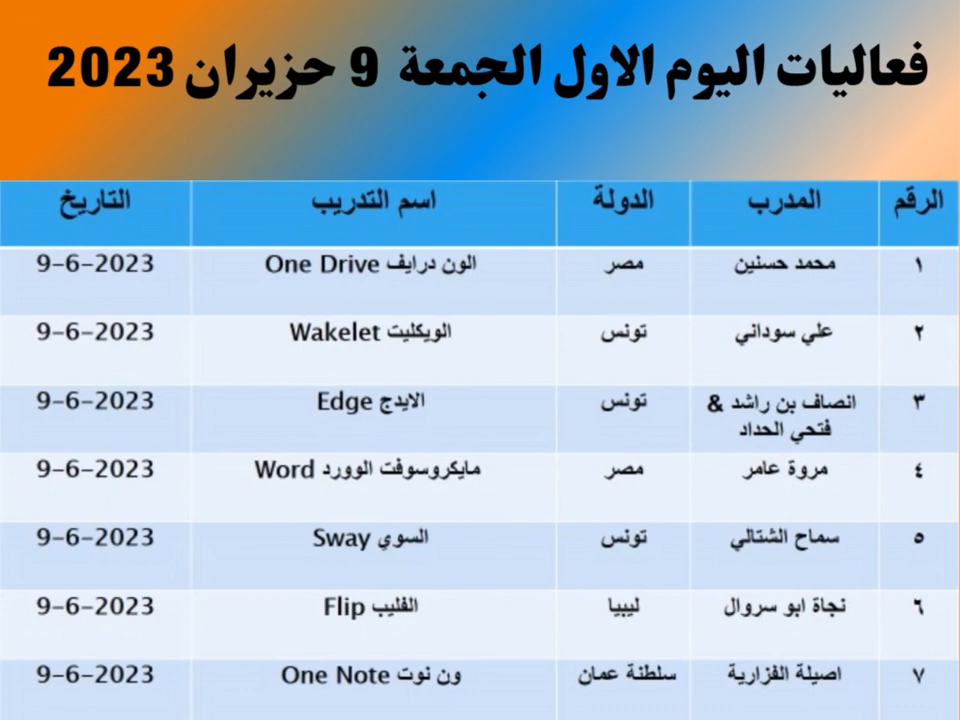 فعاليات اليوم الاول الجمعة 9 حزيران 2023
الرقم المدرب الدولة اسم التدريب التاريخ
١ محمد حسنين مصر الون درايف One Drive 9-6-2023
٢ علي سوداني تونس الويكليت Wakelet 9-6-2023
٣ انصاف بن راشد & فتحي الحداد تونس الايدج Edge 9-6-2023
٤ مروة عامر مصر مايكروسوفت الوورد Word 9-6-2023
٥ سماح الشتالي تونس السوي Sway 9-6-2023
٦ نجاة ابو سروال ليبيا الفليب Flip 9-6-2023
٧ اصيلة الفزارية سلطنة عمان ون نوت One Note 9-6-2023